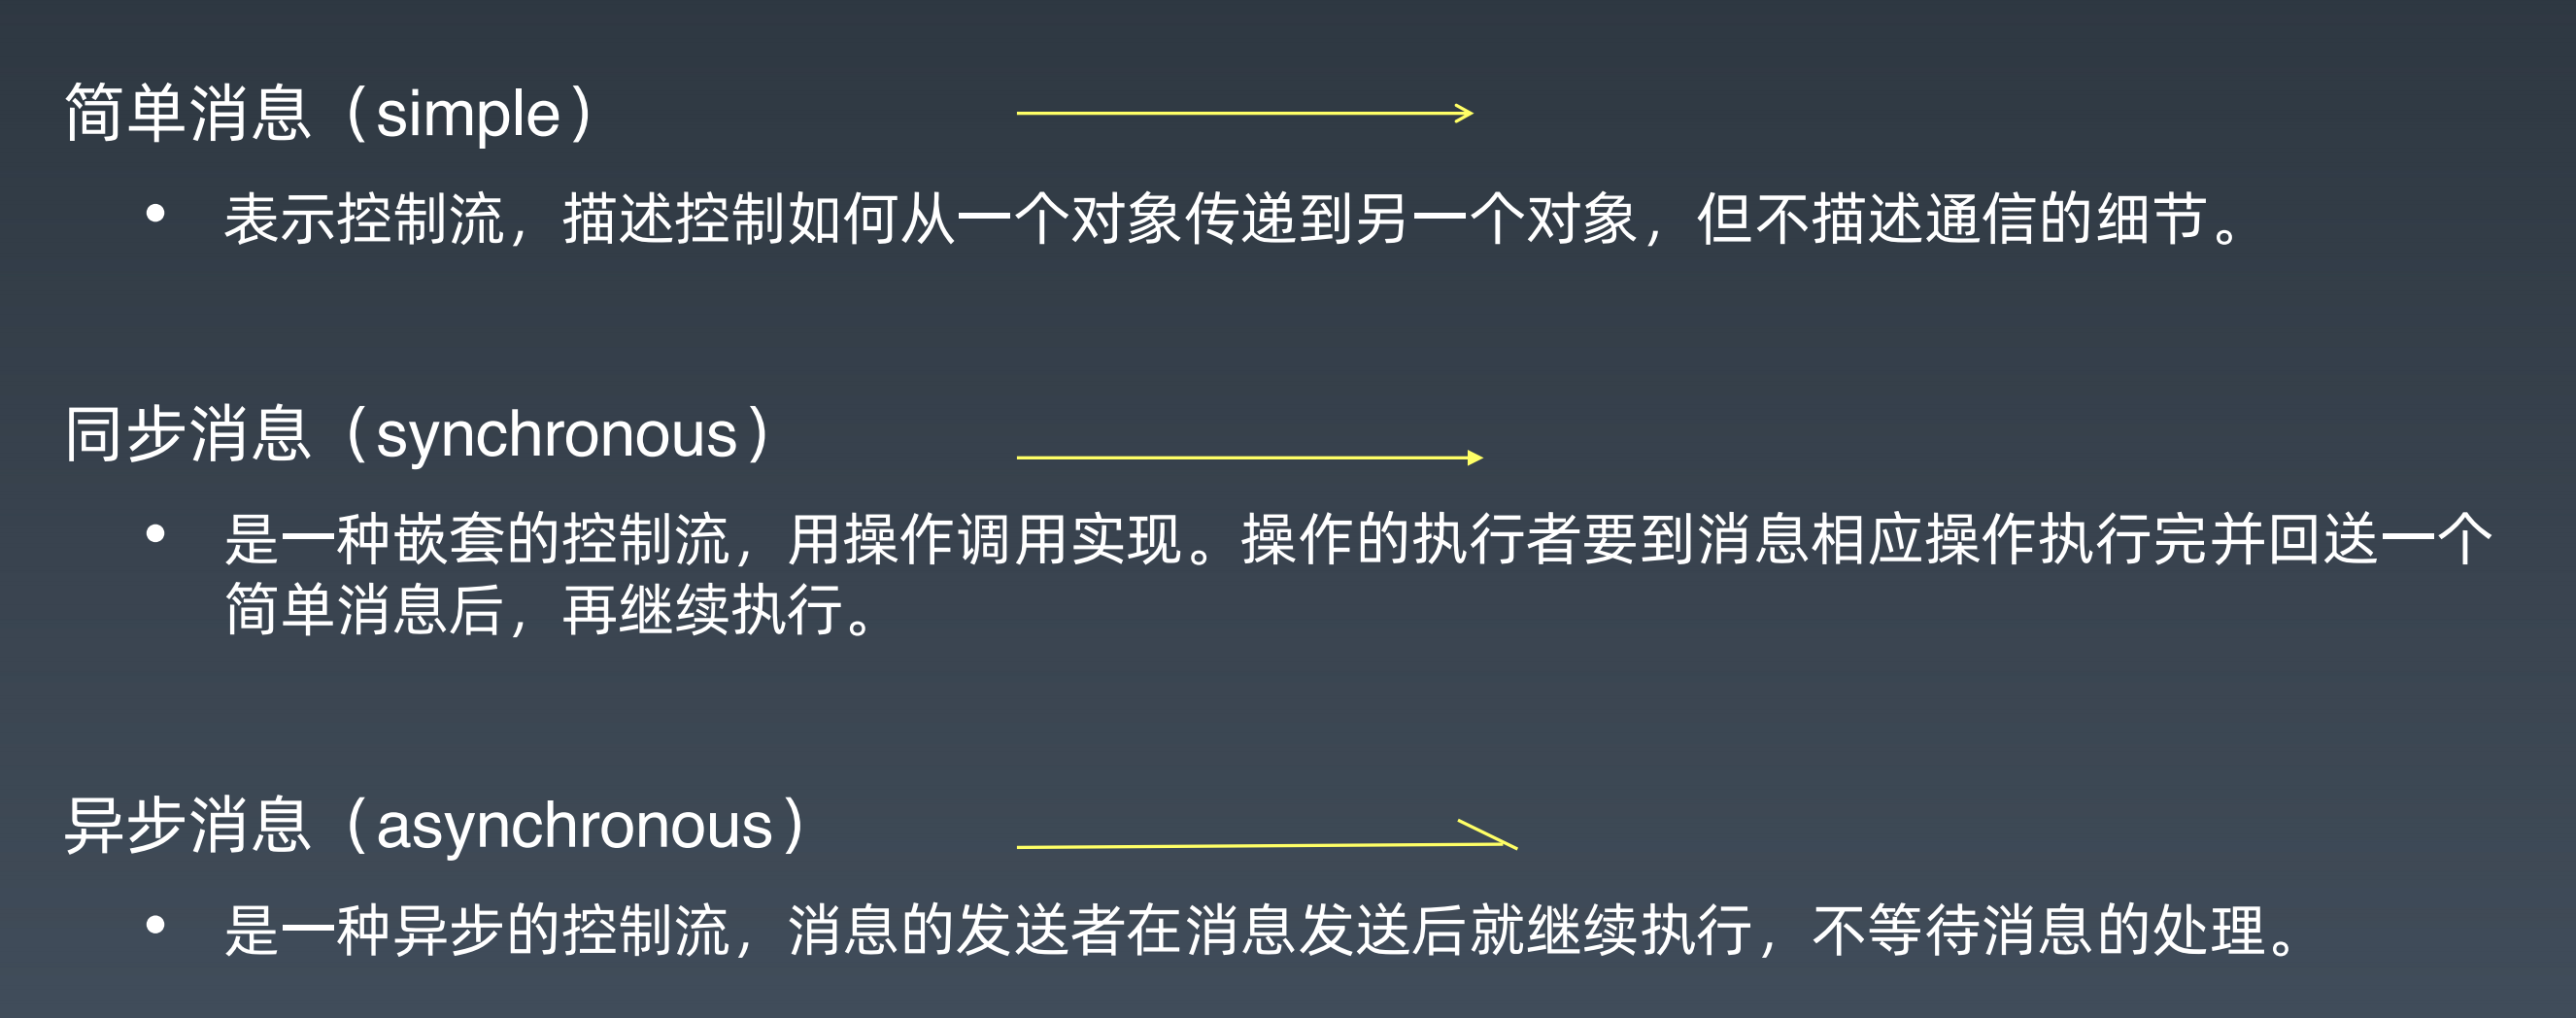 简单消息（simple）
• 表示控制流，描述控制如何从一个对象传递到另一个对象，但不描述通信的细节。
同步消息（synchronous）
• 是一种嵌套的控制流，用操作调用实现。操作的执行者要到消息相应操作执行完并回送一个
简单消息后，再继续执行。
异步消息（asynchronous）
• 是一种异步的控制流，消息的发送者在消息发送后就继续执行，不等待消息的处理。